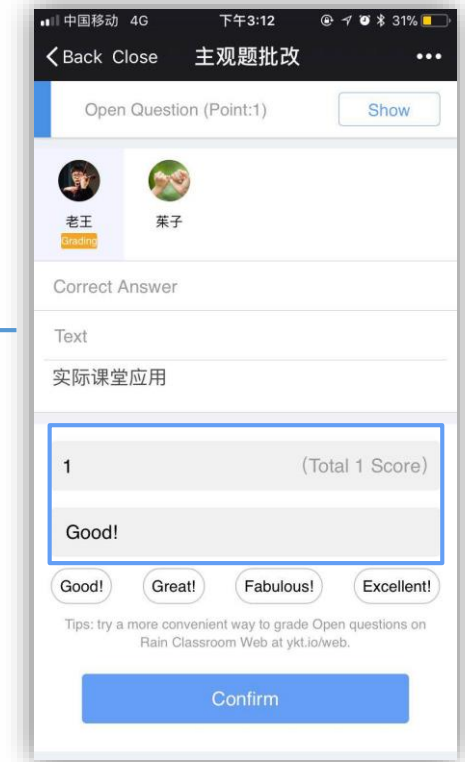 中国移动 4G 下午3:12 31%
Back Close 主观题批改
Open Question (Point:1) Show
老王 茱子
Grading
Correct Answer
Text
实际课堂应用
1 (Total 1 Score)
Good!
Good! Great! Fabulous! Excellent!
Tips: try a more convenient way to grade Open questions on
Rain Classroom Web at ykt.io/web.
Confirm